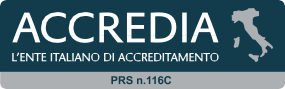 ACCREDIA
L'ENTE ITALIANO DI ACCREDITAMENTO
PRS n.116C